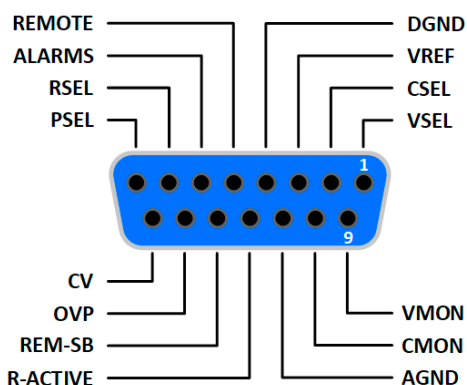 REMOTE
ALARMS
RSEL
PSEL
DGND
VREF
CSEL
VSEL
1
9
CV
OVP
REM-SB
R-ACTIVE
VMON
CMON
AGND